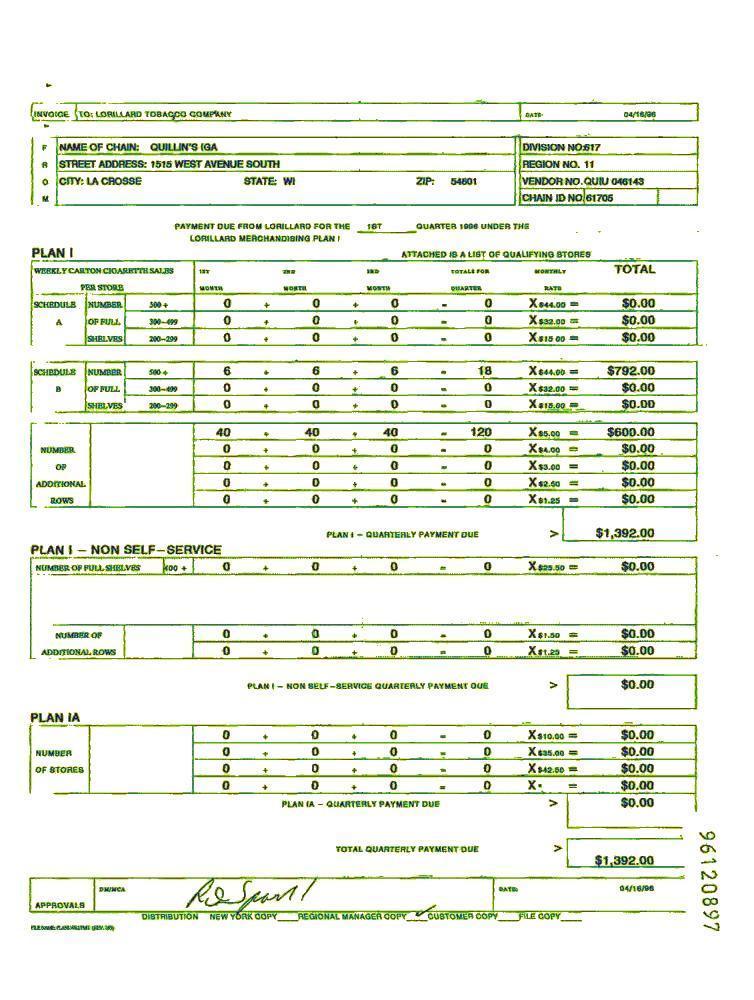 INVOICE TO: LORILLARD TOBACCO COMPANY DATE: 04/16/96
F NAME OF CHAIN: QUILLIN'S IGA DIVISION NO:617
R STREET ADDRESS: 1515 WEST AVENUE SOUTH REGION NO. 11
O CITY: LA CROSSE STATE: WI ZIP: 54601 VENDOR NO. QUIU 046143
M CHAIN ID NO. 61705
PAYMENT DUE FROM LORILLARD FOR THE 1ST QUARTER 1996 UNDER THE
LORILLARD MERCHANDISING PLAN I
PLAN I ATTACHED IS A LIST OF QUALIFYING STORES
WEEKLY CARTON CIGARETTE SALES 1ST 2ND 3RD TOTALS FOR MONTHLY TOTAL
PER STORE MONTH MONTH MONTH QUARTER RATE
SCHEDULE NUMBER 500 + 0 + 0 + 0 = 0 X $44.00 = $0.00
A OF FULL 300-499 0 + 0 + 0 = 0 X $32.00 = $0.00
SHELVES 200-299 0 + 0 + 0 = 0 X $15.00 = $0.00
SCHEDULE NUMBER 500 + 6 + 6 + 6 = 18 X $44.00 = $792.00
B OF FULL 300-499 0 + 0 + 0 = 0 X $32.00 = $0.00
SHELVES 200-299 0 + 0 + 0 = 0 X $15.00 = $0.00
40 + 40 + 40 = 120 X $5.00 = $600.00
NUMBER 0 + 0 + 0 = 0 X $4.00 = $0.00
OF 0 + 0 + 0 = 0 X $3.00 = $0.00
ADDITIONAL 0 + 0 + 0 = 0 X $2.50 = $0.00
ROWS 0 + 0 + 0 = 0 X $1.25 = $0.00
PLAN I - QUARTERLY PAYMENT DUE > $1,392.00
PLAN I - NON SELF-SERVICE
NUMBER OF FULL SHELVES 400 + 0 + 0 + 0 = 0 X $25.50 = $0.00
NUMBER OF 0 + 0 + 0 = 0 X $1.50 = $0.00
ADDITIONAL ROWS 0 + 0 + 0 = 0 X $1.25 = $0.00
PLAN I - NON SELF-SERVICE QUARTERLY PAYMENT DUE > $0.00
PLAN IA
0 + 0 + 0 = 0 X $10.00 = $0.00
NUMBER 0 + 0 + 0 = 0 X $35.00 = $0.00
OF STORES 0 + 0 + 0 = 0 X $42.50 = $0.00
0 + 0 + 0 = 0 X = $0.00
PLAN IA - QUARTERLY PAYMENT DUE > $0.00
TOTAL QUARTERLY PAYMENT DUE > $1,392.00
APPROVALS DM/MCA DATE: 04/16/96
DISTRIBUTION NEW YORK COPY REGIONAL MANAGER COPY ✓ CUSTOMER COPY FILE COPY
96120897